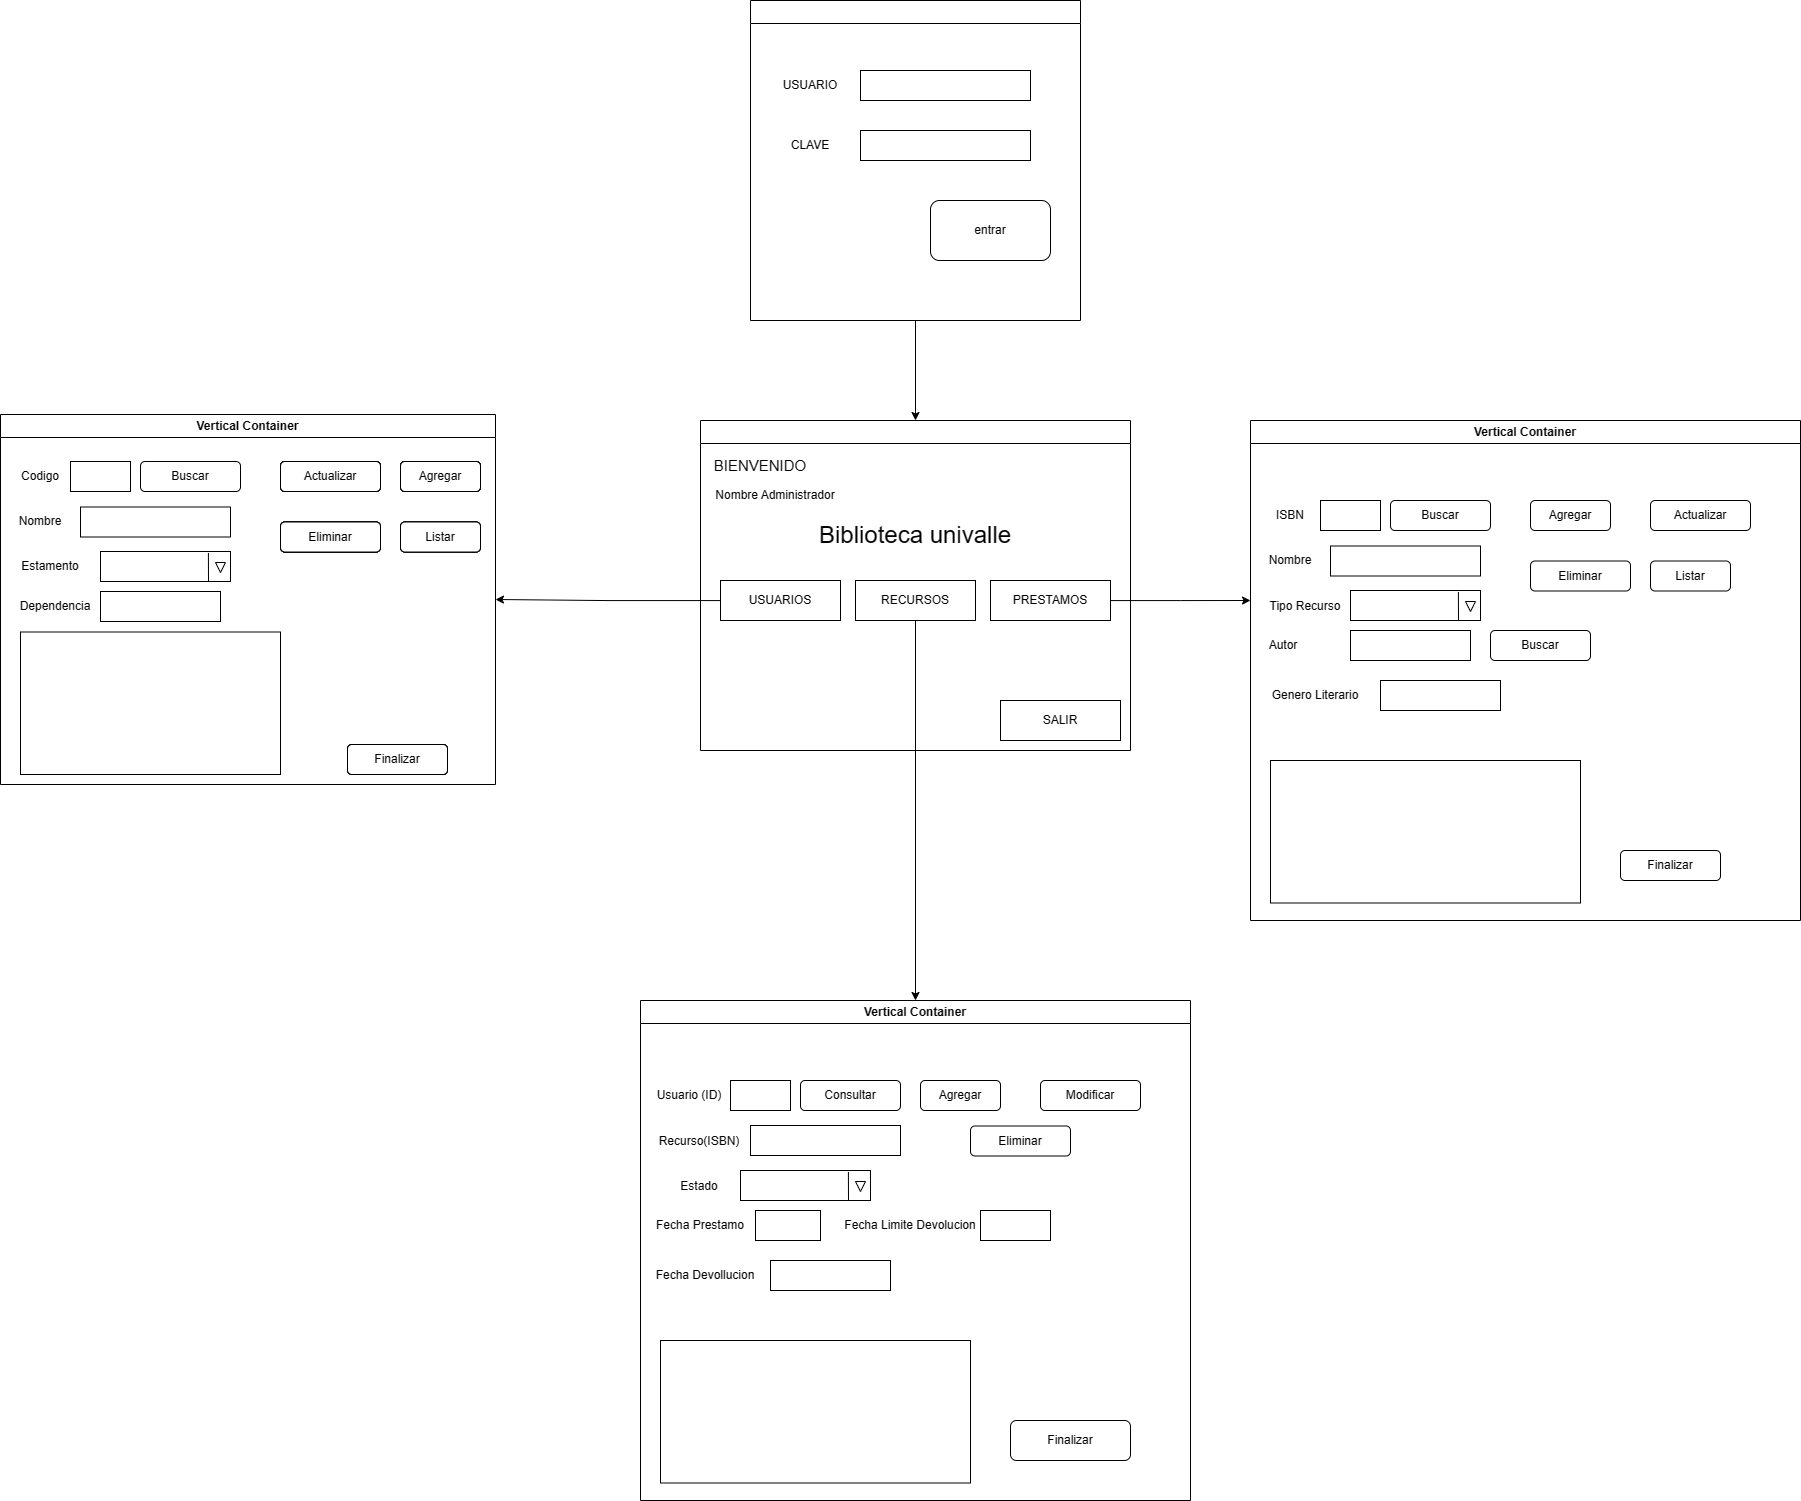 USUARIO
CLAVE
entrar
Vertical Container
Codigo Buscar Actualizar Agregar
Nombre
Eliminar Listar
Estamento
Dependencia
Finalizar
BIENVENIDO
Nombre Administrador
Biblioteca univalle
USUARIOS RECURSOS PRESTAMOS
SALIR
Vertical Container
ISBN Buscar Agregar Actualizar
Nombre
Eliminar Listar
Tipo Recurso
Autor Buscar
Genero Literario
Finalizar
Vertical Container
Usuario (ID) Consultar Agregar Modificar
Recurso(ISBN) Eliminar
Estado
Fecha Prestamo Fecha Limite Devolucion
Fecha Devollucion
Finalizar